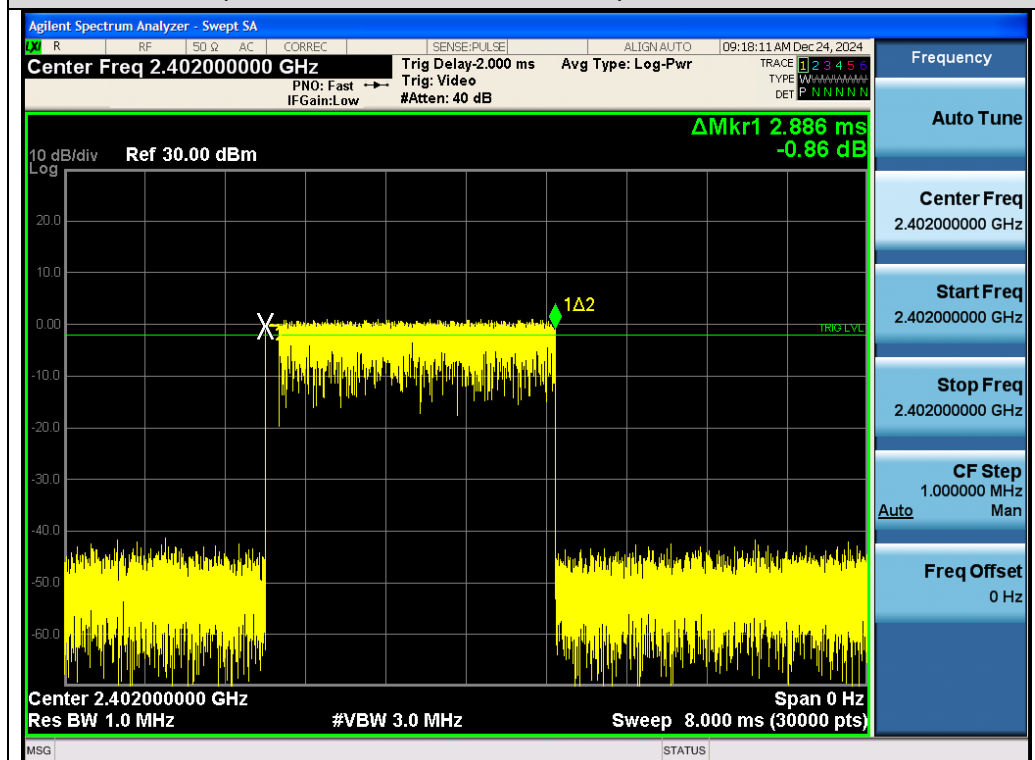 Agilent Spectrum Analyzer - Swept SA
LXI R RF 50 Ω AC CORREC SENSE:PULSE ALIGN AUTO 09:18:11 AM Dec 24, 2024
Center Freq 2.402000000 GHz Trig Delay-2.000 ms Avg Type: Log-Pwr TRACE 1 2 3 4 5 6
PNO: Fast Trig: Video TYPE
IFGain:Low #Atten: 40 dB DET P N N N N N
ΔMkr1 2.886 ms
10 dB/div Ref 30.00 dBm -0.86 dB
Log
20.0
10.0
1Δ2
0.00
TRIG LVL
-10.0
-20.0
-30.0
-40.0
-50.0
-60.0
Center 2.402000000 GHz Span 0 Hz
Res BW 1.0 MHz #VBW 3.0 MHz Sweep 8.000 ms (30000 pts)
MSG STATUS
Frequency
Auto Tune
Center Freq
2.402000000 GHz
Start Freq
2.402000000 GHz
Stop Freq
2.402000000 GHz
CF Step
1.000000 MHz
Auto Man
Freq Offset
0 Hz